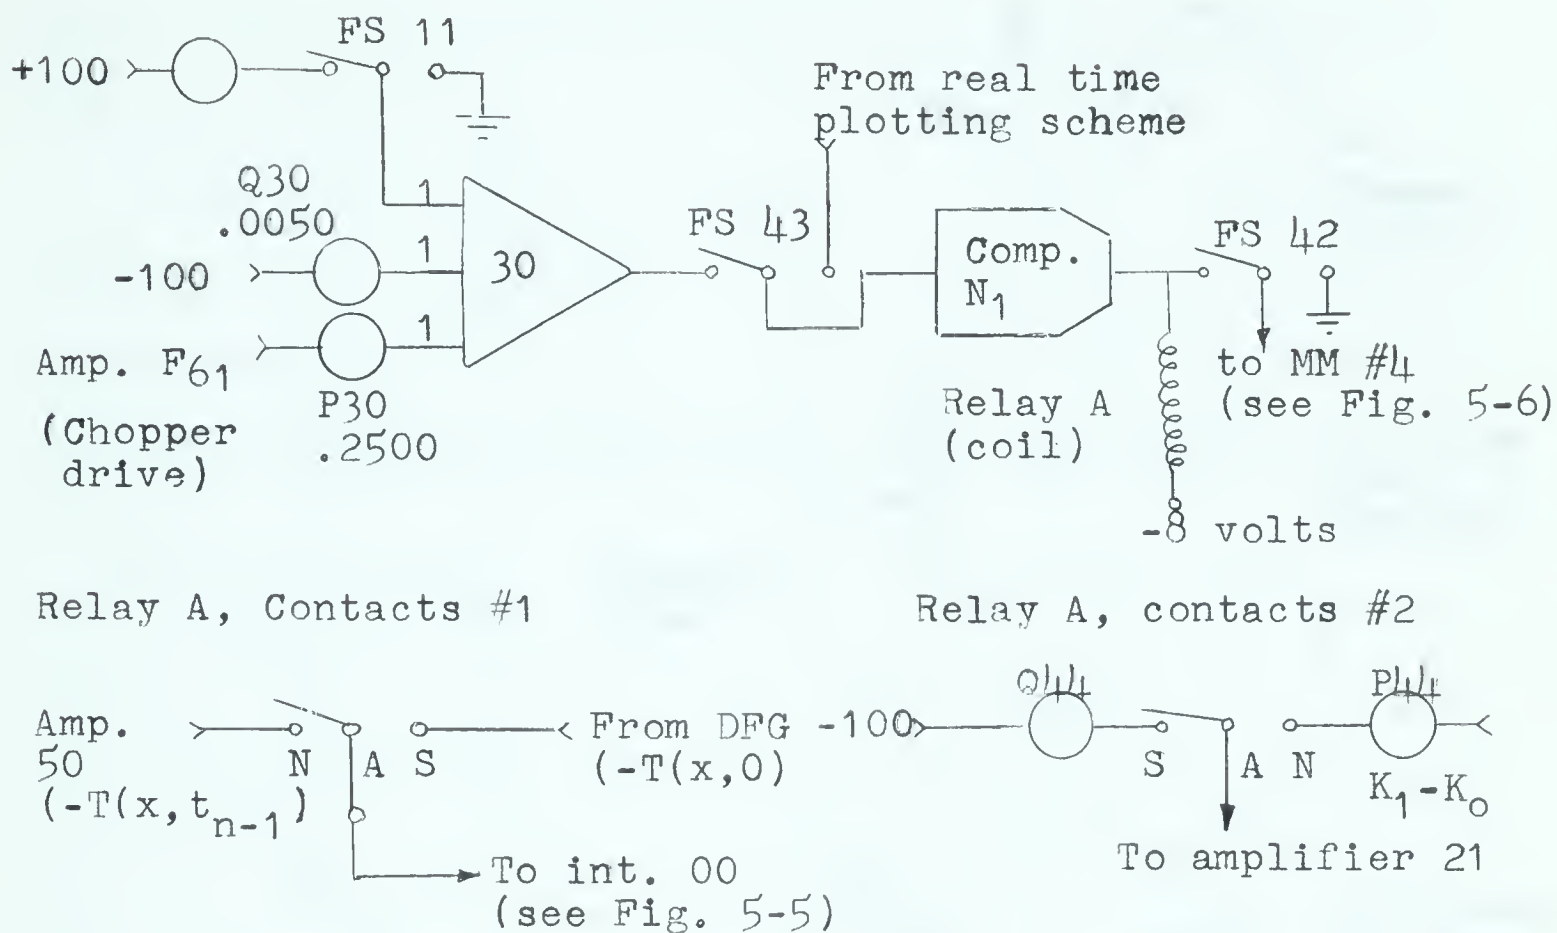 FS 11
+100
From real time
plotting scheme
Q30
.0050
1
1
1
-100
30
FS 43
Comp.
N1
FS 42
Amp. F61
(Chopper
drive)
P30
.2500
Relay A
(coil)
to MM #4
(see Fig. 5-6)
-8 volts
Relay A, Contacts #1
Relay A, contacts #2
Amp.
50
(-T(x,tn-1)
N A S
From DFG
(-T(x,0)
-100
Q44
P44
S A N
K1-Ko
To int. 00
(see Fig. 5-5)
To amplifier 21